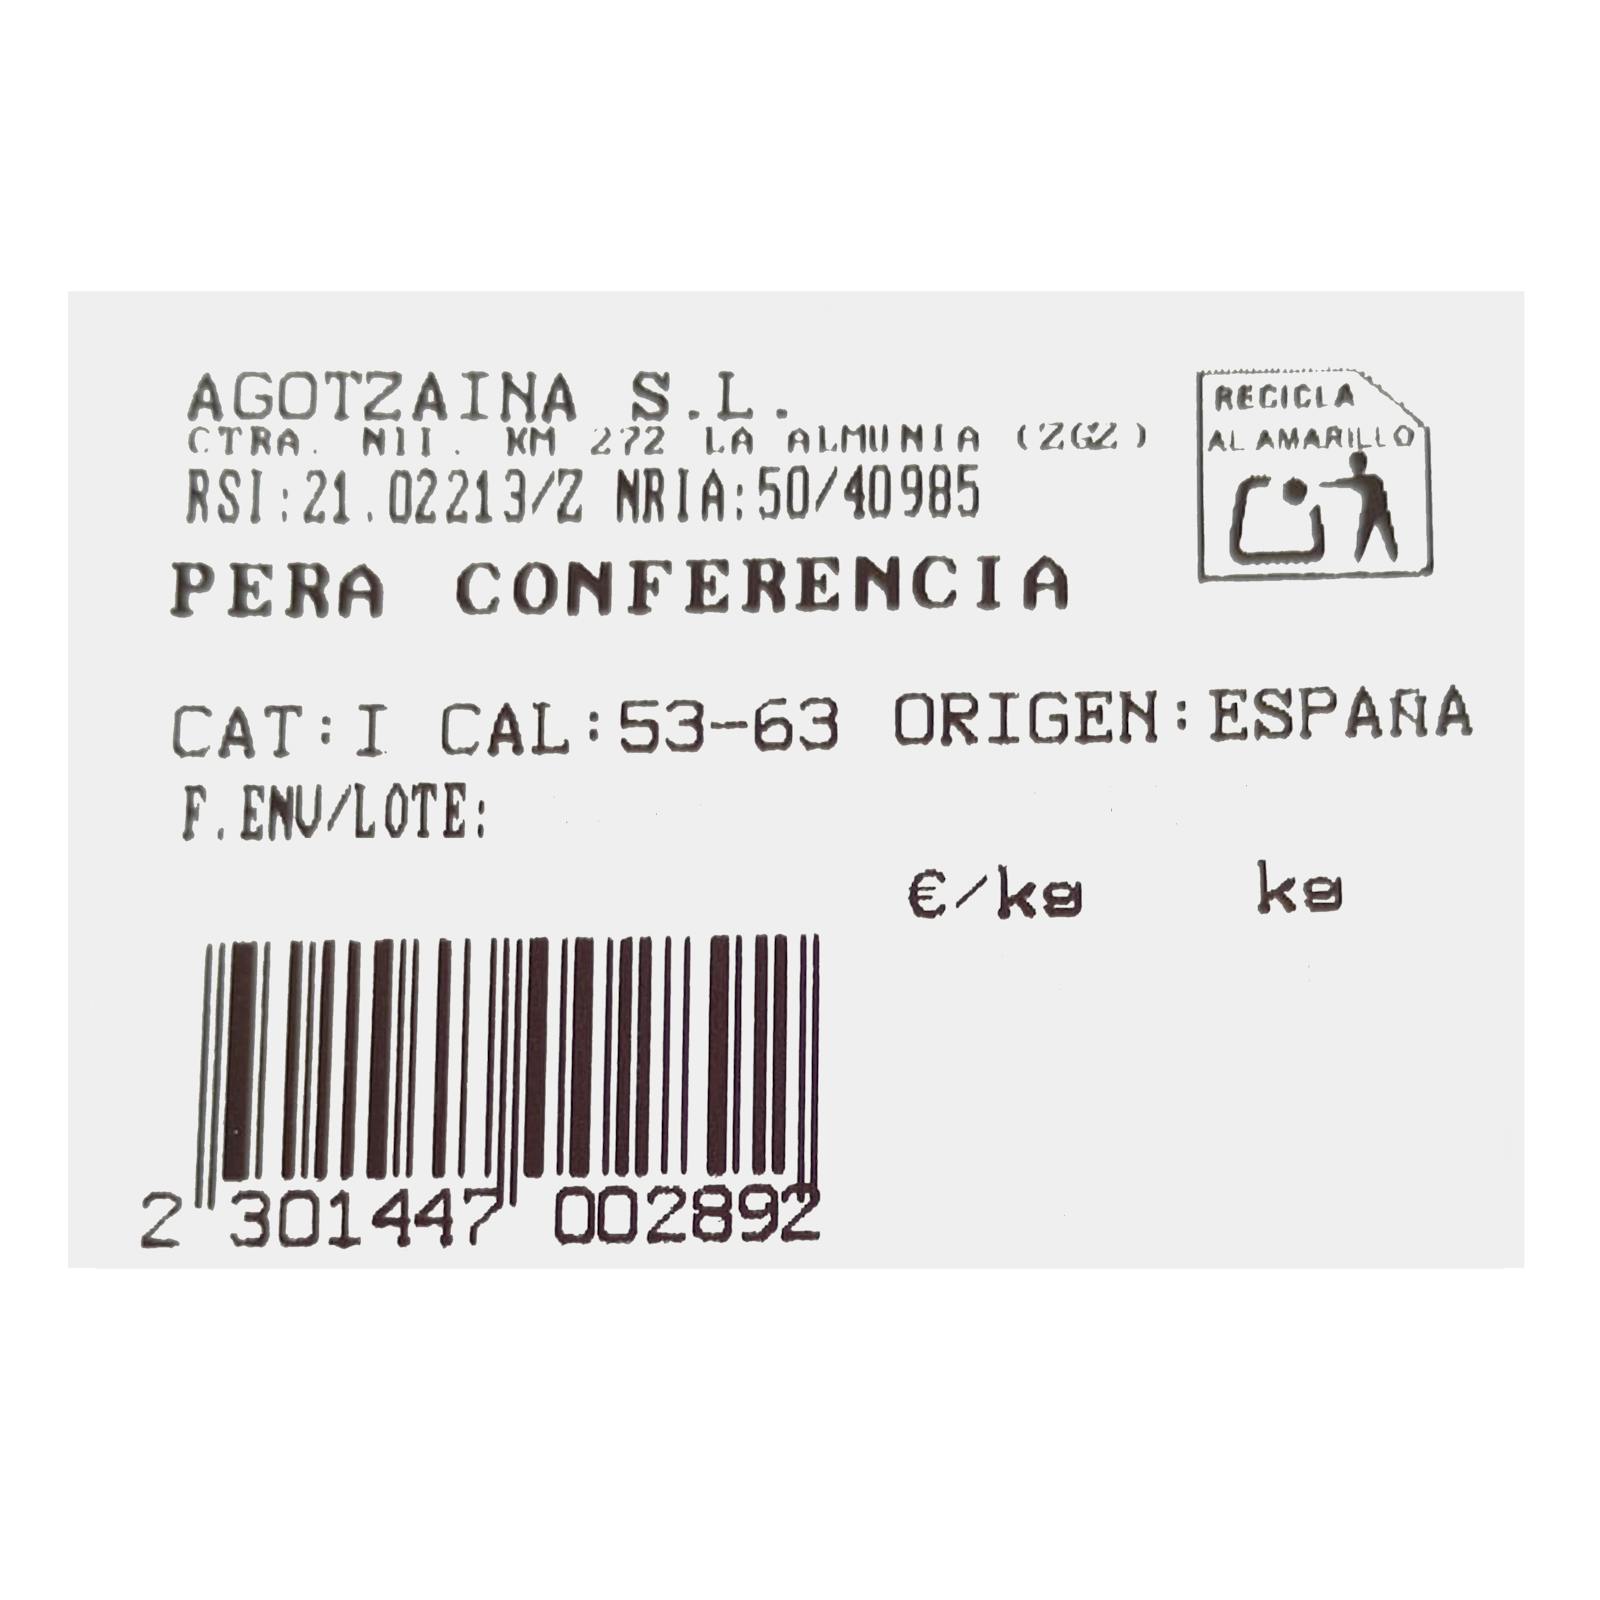 AGOTZAINA S.L.
CTRA. NII. KM 272 LA ALMUNIA (ZGZ)
RSI:21.02213/Z NRIA:50/40985
RECICLA
AL AMARILLO
PERA CONFERENCIA
CAT:I CAL:53-63 ORIGEN:ESPAÑA
F.ENV/LOTE:
€/kg kg
2 301447 002892